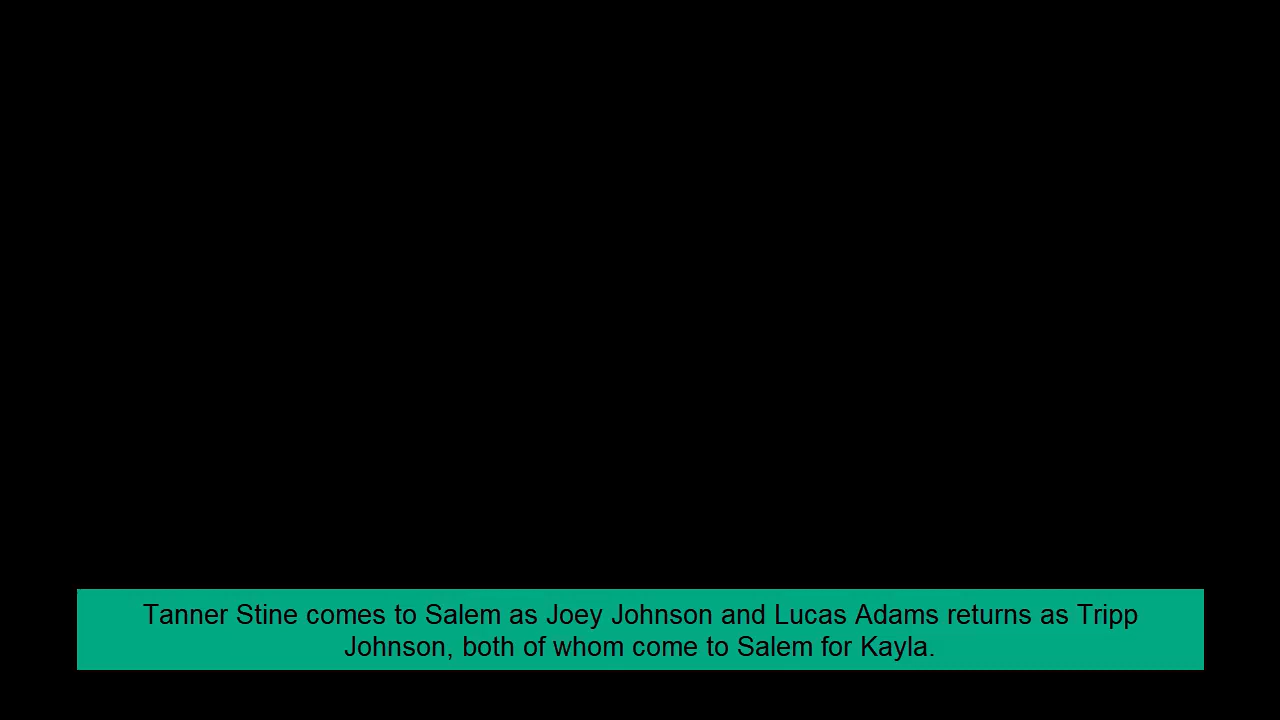 Tanner Stine comes to Salem as Joey Johnson and Lucas Adams returns as Tripp
Johnson, both of whom come to Salem for Kayla.